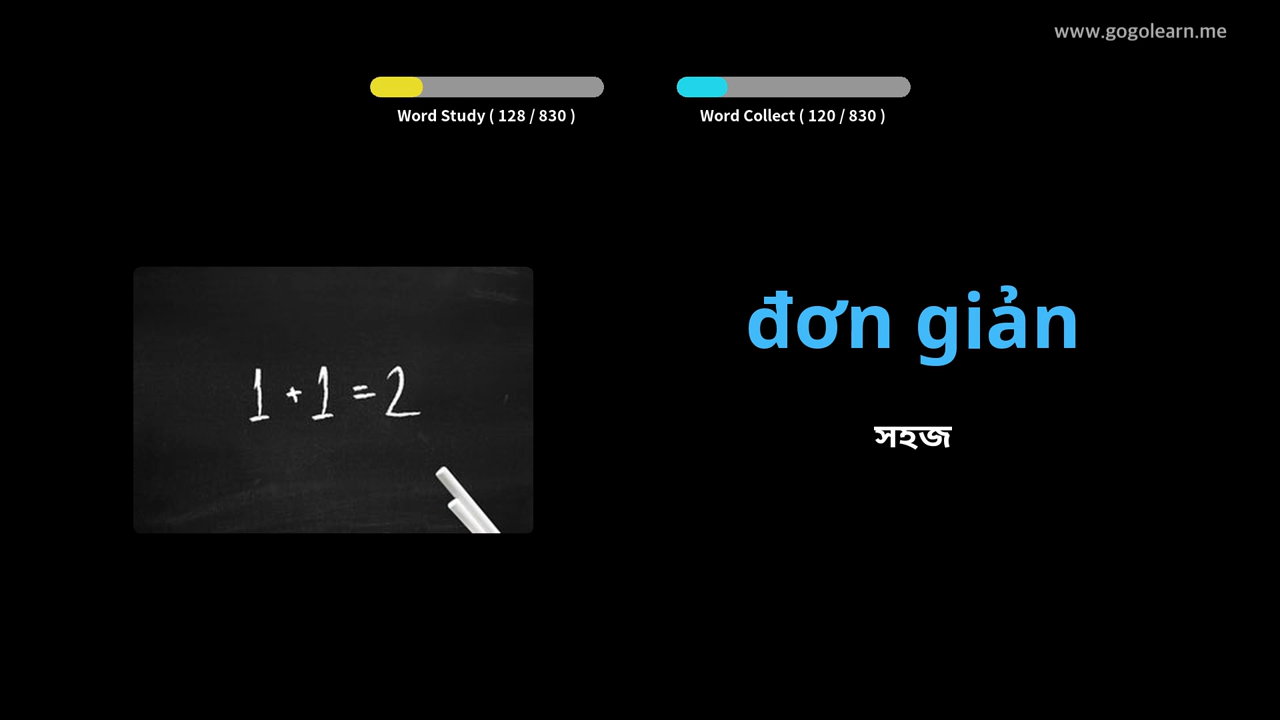 www.gogolearn.me
Word Study ( 128 / 830 )
Word Collect ( 120 / 830 )
1 + 1 = 2
đơn giản
সহজ